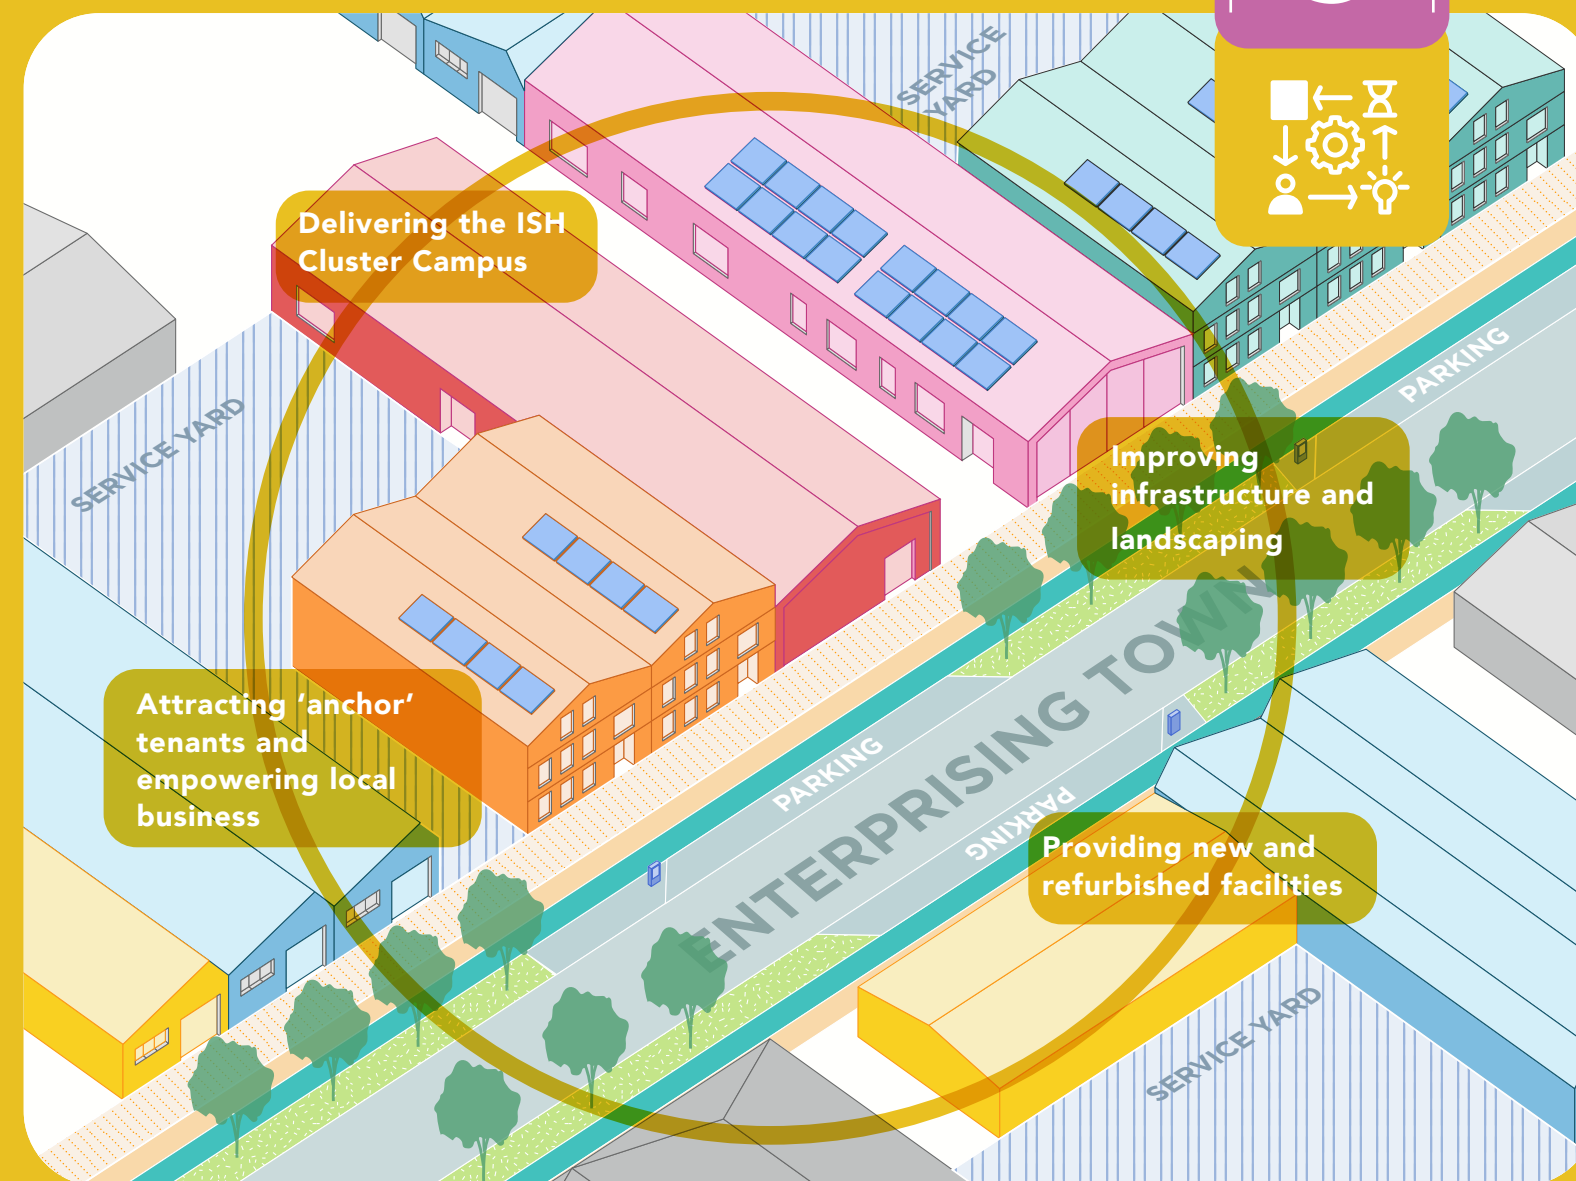 SERVICE
YARD
Delivering the ISH
Cluster Campus
PARKING
SERVICE YARD
Improving
infrastructure and
landscaping
ENTERPRISING TOWN
Attracting ‘anchor’
tenants and
empowering local
business
PARKING
PARKING
Providing new and
refurbished facilities
SERVICE YARD